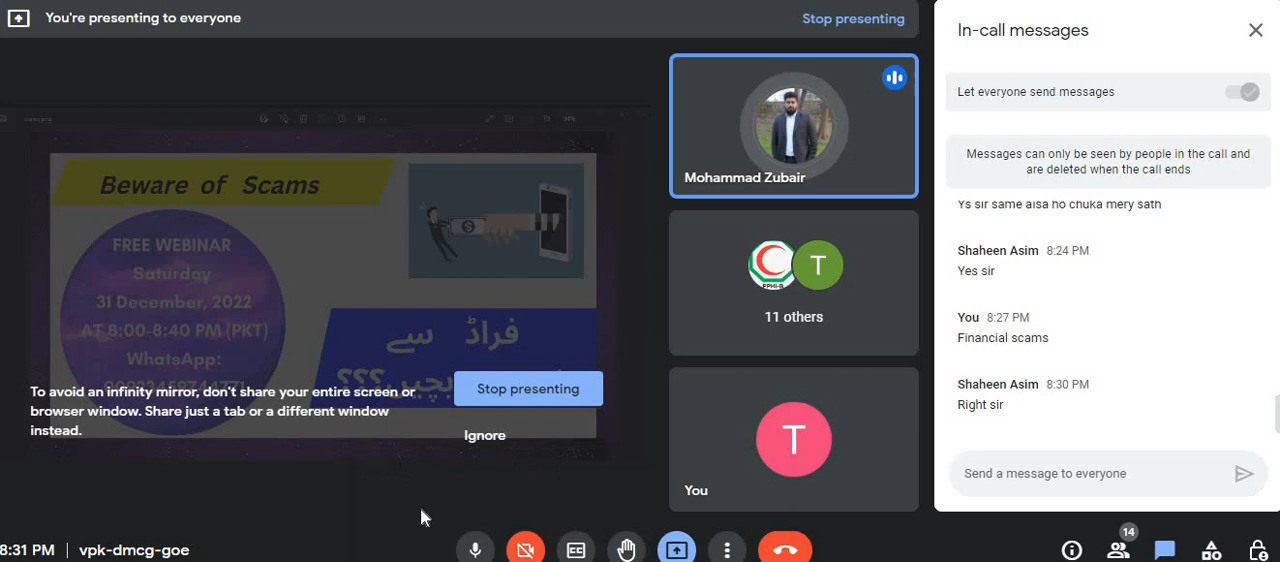 You're presenting to everyone
Stop presenting
Beware of Scams
FREE WEBINAR
Saturday
31 December, 2022
AT 8:00-8:40 PM (PKT)
WhatsApp:
فراڈ سے
بچیں؟؟؟
To avoid an infinity mirror, don't share your entire screen or
browser window. Share just a tab or a different window
instead.
Stop presenting
Ignore
Mohammad Zubair
PPHI-B
T
11 others
T
You
In-call messages
Let everyone send messages
Messages can only be seen by people in the call and
are deleted when the call ends
Ys sir same aisa ho chuka mery sath
Shaheen Asim 8:24 PM
Yes sir
You 8:27 PM
Financial scams
Shaheen Asim 8:30 PM
Right sir
Send a message to everyone
8:31 PM | vpk-dmcg-goe
CC
14